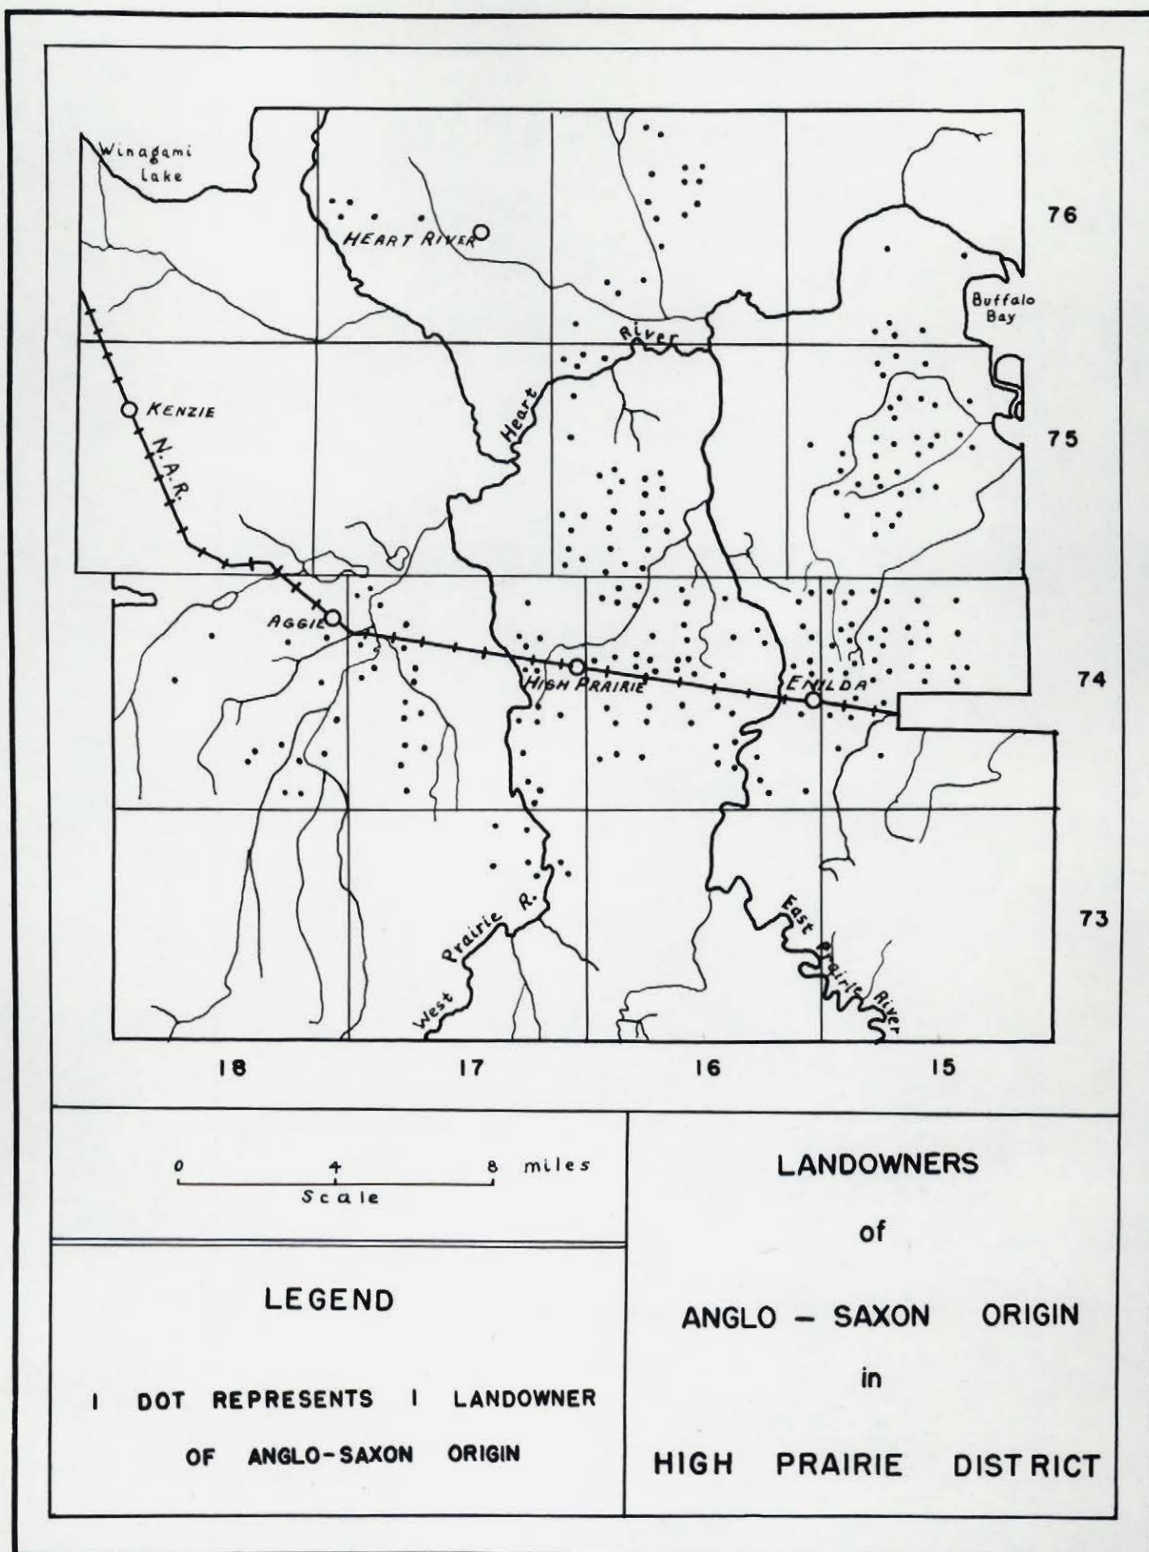 Winagami
Lake
HEART RIVER
76
Buffalo
Bay
River
Heart
KENZIE
N.A.R.
75
AGGIE
HIGH PRAIRIE
ENILDA
74
West Prairie R.
East Prairie River
73
18 17 16 15
0 4 8 miles
Scale
LEGEND
1 DOT REPRESENTS 1 LANDOWNER
OF ANGLO-SAXON ORIGIN
LANDOWNERS
of
ANGLO – SAXON ORIGIN
in
HIGH PRAIRIE DISTRICT